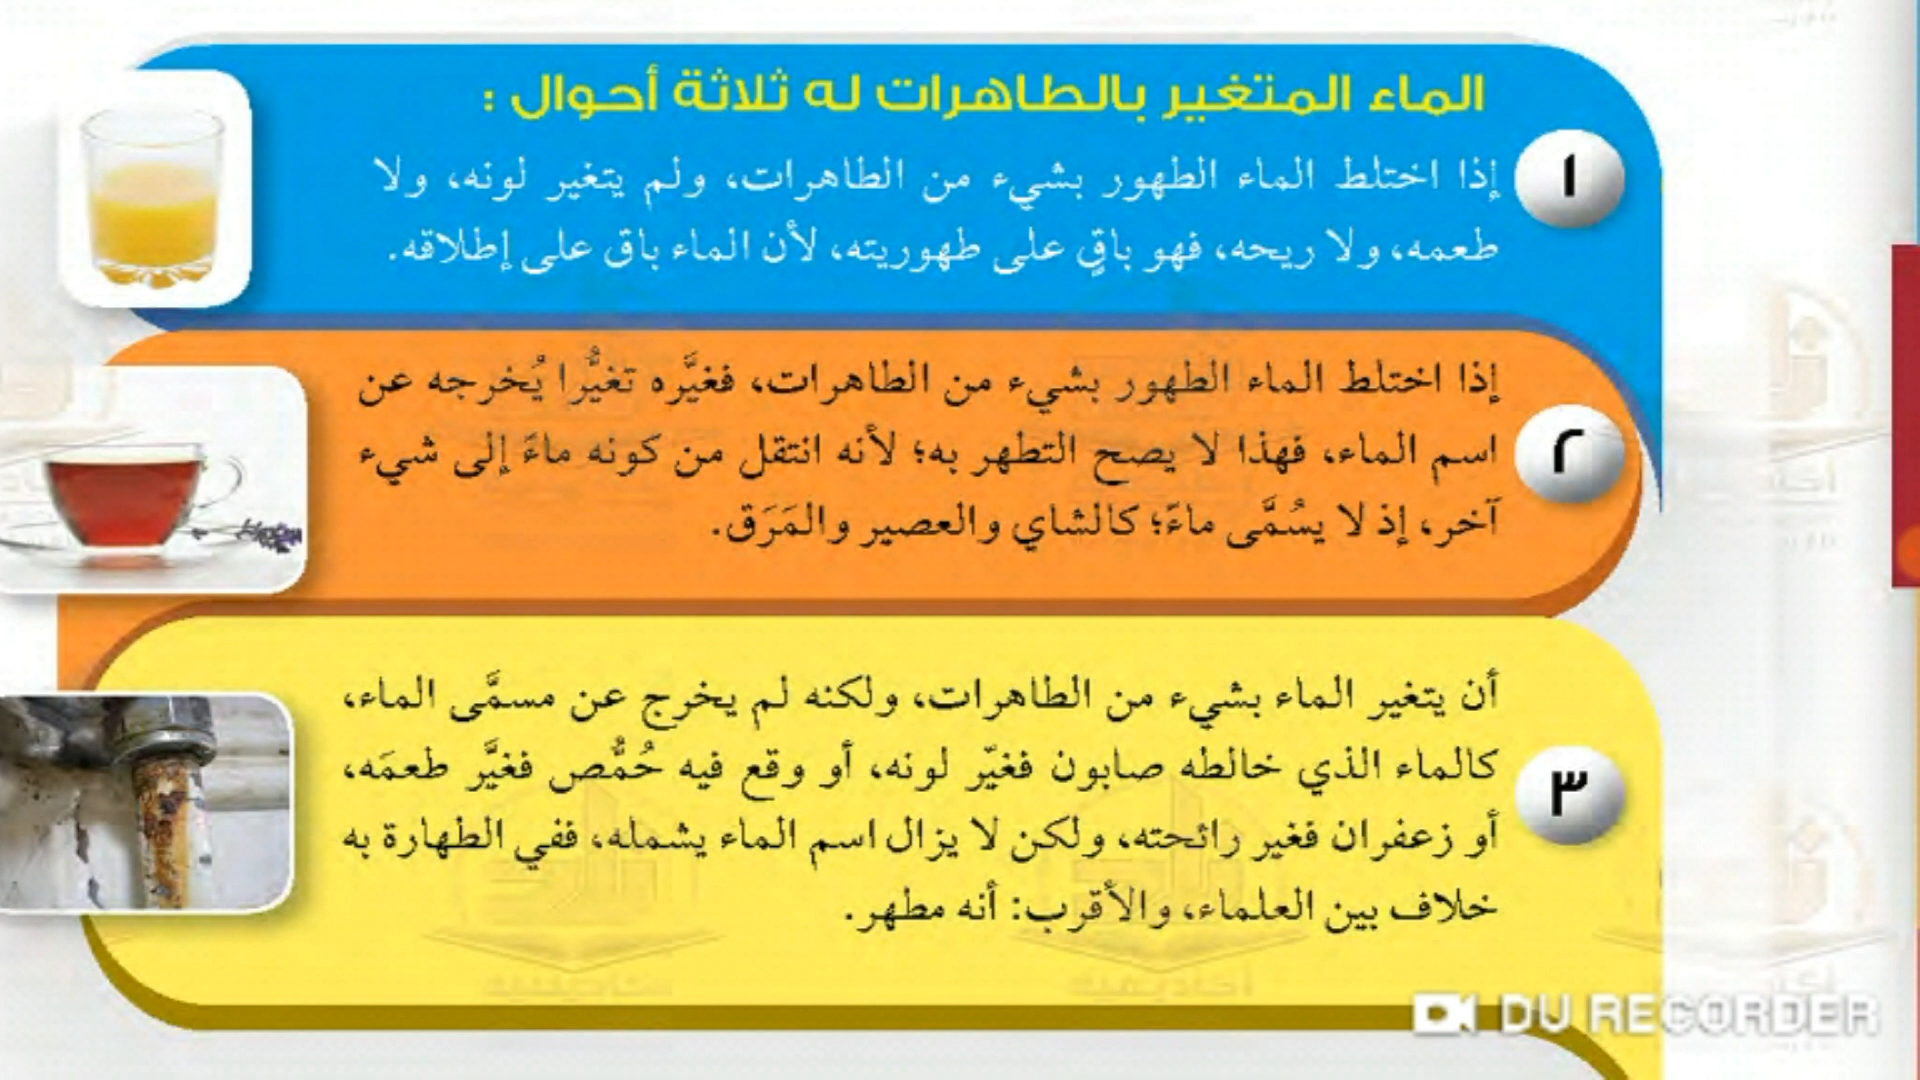 الماء المتغير بالطاهرات له ثلاثة أحوال :
١
إذا اختلط الماء الطهور بشيء من الطاهرات، ولم يتغير لونه، ولا
طعمه، ولا ريحه، فهو باقٍ على طهوريته، لأن الماء باق على إطلاقه.
٢
إذا اختلط الماء الطهور بشيء من الطاهرات، فغيَّره تغيُّرا يُخرجه عن
اسم الماء، فهذا لا يصح التطهر به؛ لأنه انتقل من كونه ماءً إلى شيء
آخر، إذ لا يسُمَّى ماءً؛ كالشاي والعصير والمَرَق.
٣
أن يتغير الماء بشيء من الطاهرات، ولكنه لم يخرج عن مسمَّى الماء،
كالماء الذي خالطه صابون فغيّر لونه، أو وقع فيه حُمُّص فغيَّر طعمَه،
أو زعفران فغير رائحته، ولكن لا يزال اسم الماء يشمله، ففي الطهارة به
خلاف بين العلماء، والأقرب: أنه مطهر.
DU RECORDER